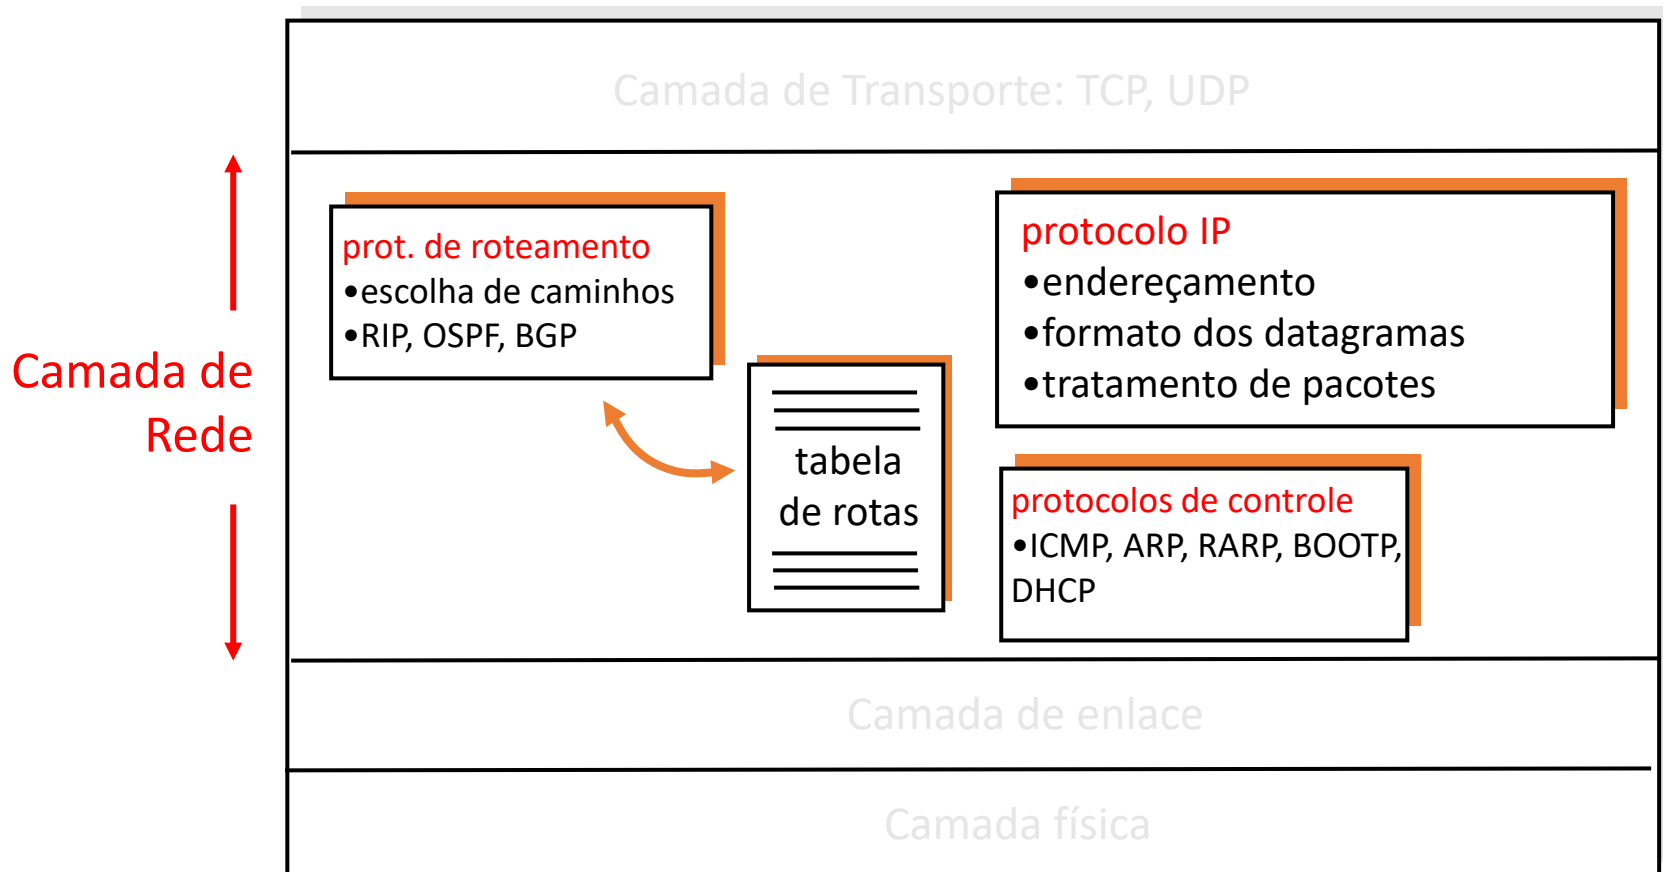 Camada de Transporte: TCP, UDP
Camada de
Rede
prot. de roteamento
•escolha de caminhos
•RIP, OSPF, BGP
tabela
de rotas
protocolo IP
•endereçamento
•formato dos datagramas
•tratamento de pacotes
protocolos de controle
•ICMP, ARP, RARP, BOOTP,
DHCP
Camada de enlace
Camada física